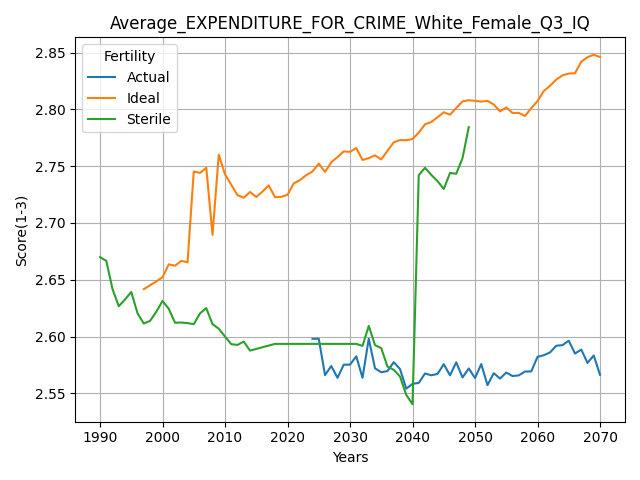 Average_EXPENDITURE_FOR_CRIME_White_Female_Q3_IQ
Fertility
Actual
Ideal
Sterile
Score(1-3)
2.85
2.80
2.75
2.70
2.65
2.60
2.55
1990 2000 2010 2020 2030 2040 2050 2060 2070
Years